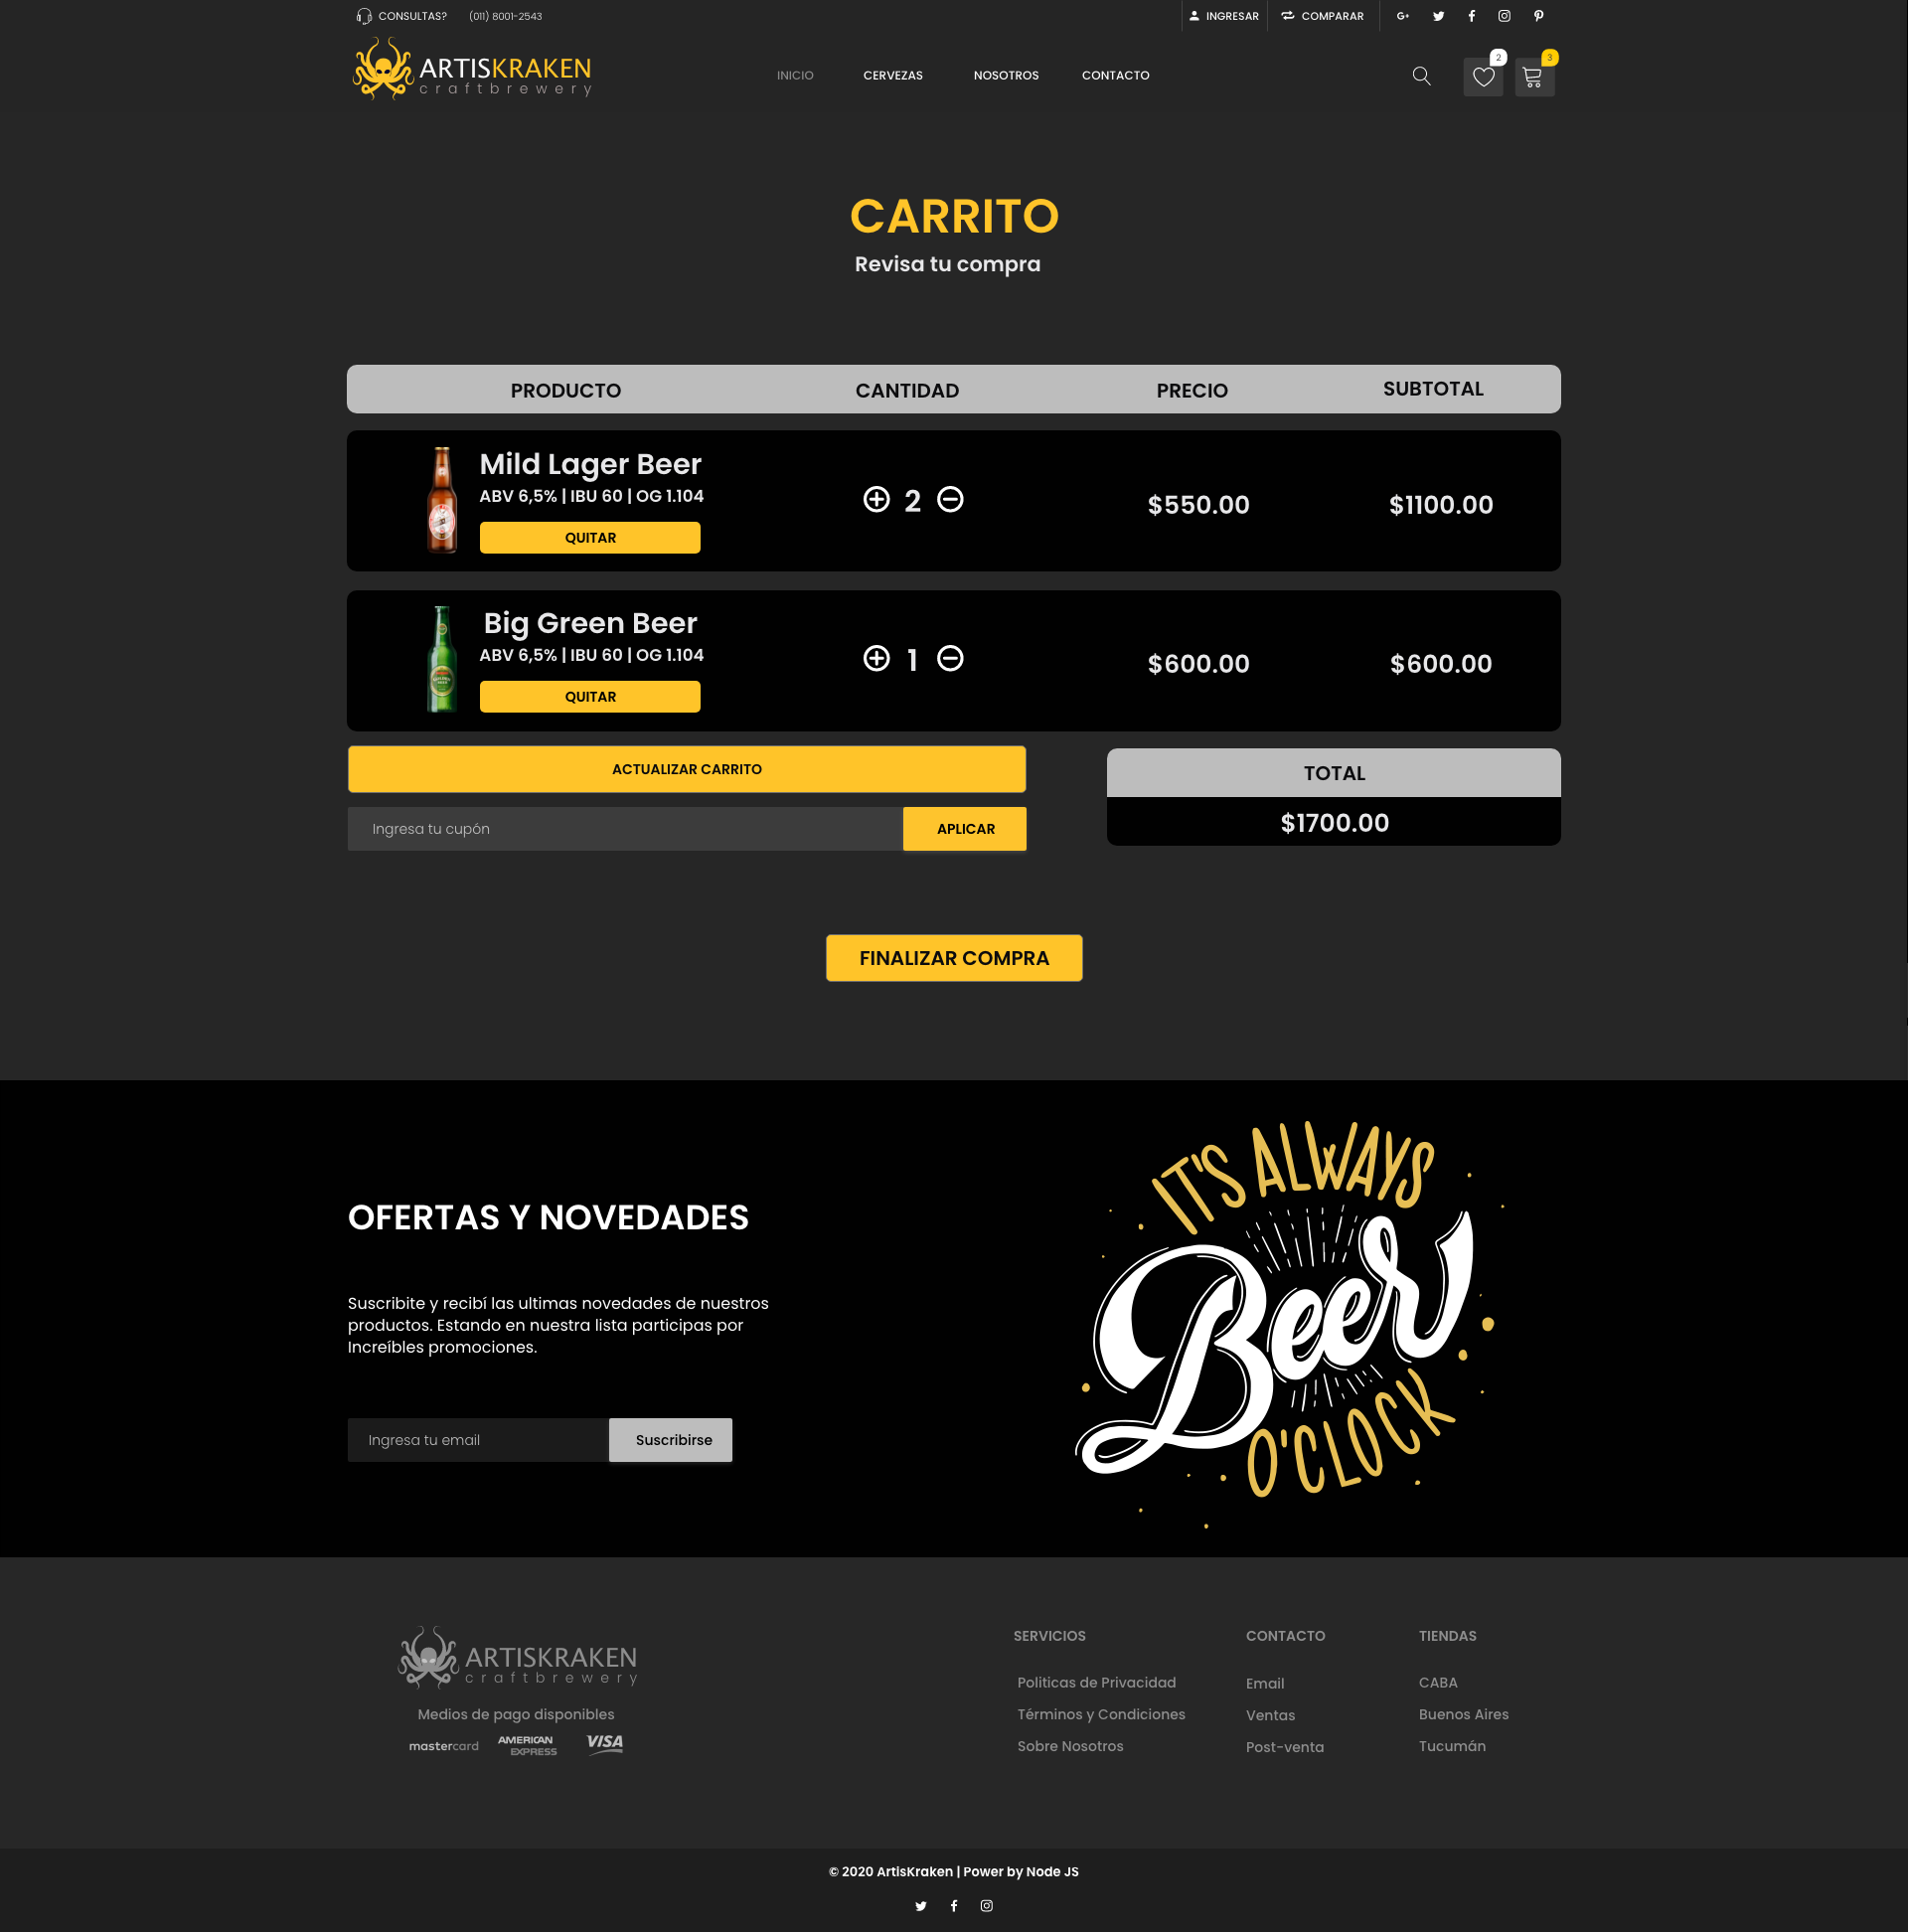 CONSULTAS? (011) 8001-2543 INGRESAR COMPARAR G+
ARTISKRAKEN
craftbrewery
INICIO CERVEZAS NOSOTROS CONTACTO
2
3
CARRITO
Revisa tu compra
PRODUCTO CANTIDAD PRECIO SUBTOTAL
Mild Lager Beer
ABV 6,5% | IBU 60 | OG 1.104
QUITAR
2
$550.00
$1100.00
Big Green Beer
ABV 6,5% | IBU 60 | OG 1.104
QUITAR
1
$600.00
$600.00
ACTUALIZAR CARRITO
Ingresa tu cupón APLICAR
TOTAL
$1700.00
FINALIZAR COMPRA
OFERTAS Y NOVEDADES
Suscribite y recibí las ultimas novedades de nuestros
productos. Estando en nuestra lista participas por
Increíbles promociones.
Ingresa tu email Suscribirse
IT'S ALWAYS
Beer
O'CLOCK
ARTISKRAKEN
craftbrewery
Medios de pago disponibles
mastercard AMERICAN EXPRESS VISA
SERVICIOS
Politicas de Privacidad
Términos y Condiciones
Sobre Nosotros
CONTACTO
Email
Ventas
Post-venta
TIENDAS
CABA
Buenos Aires
Tucumán
© 2020 ArtisKraken | Power by Node JS